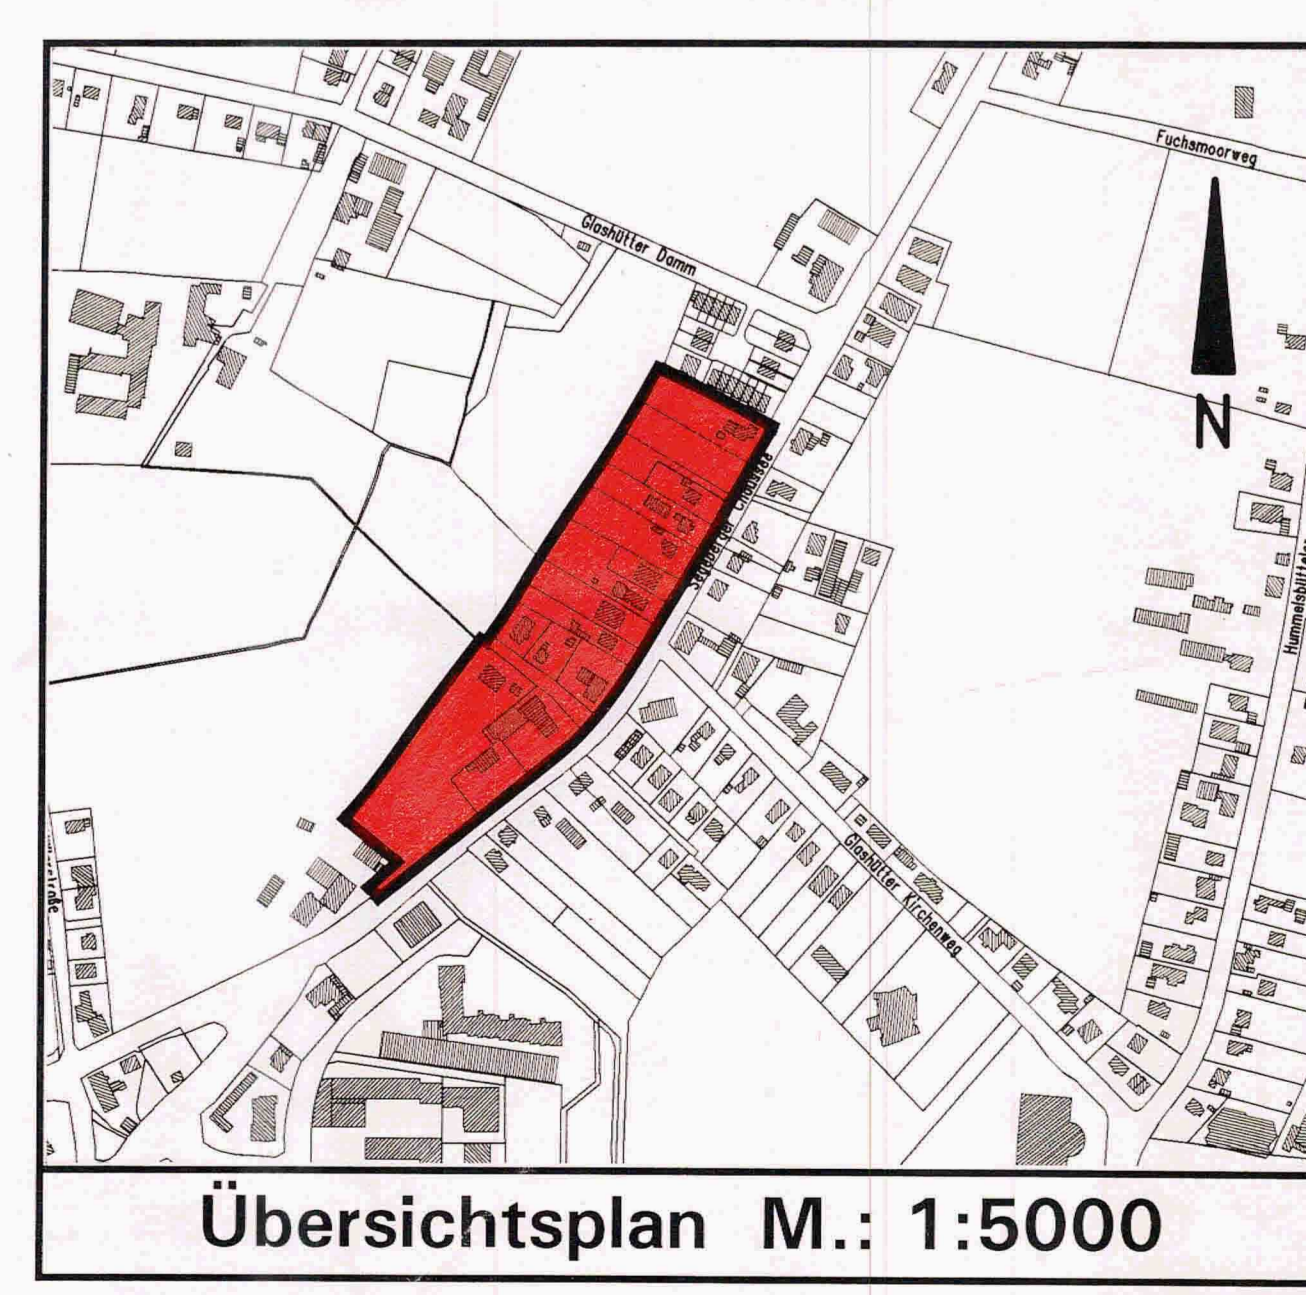 Fuchsmoorweg
Glashütter Damm
N
Segeberger Chaussee
Glashütter Kirchenweg
Übersichtsplan M.: 1:5000